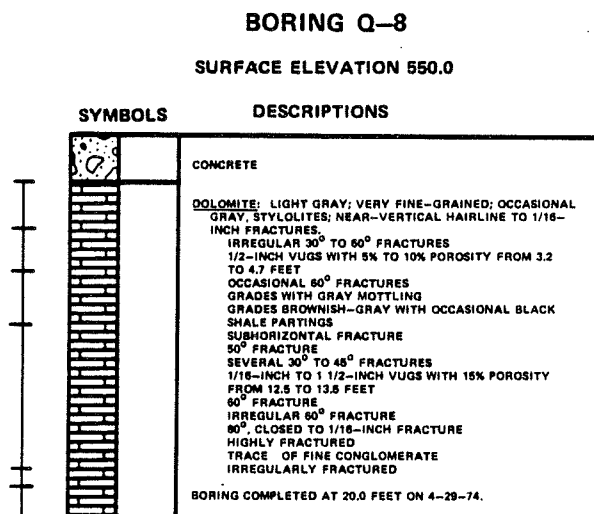 BORING Q–8
SURFACE ELEVATION 550.0
SYMBOLS DESCRIPTIONS
CONCRETE
DOLOMITE: LIGHT GRAY; VERY FINE–GRAINED; OCCASIONAL
GRAY, STYLOLITES; NEAR–VERTICAL HAIRLINE TO 1/16–
INCH FRACTURES.
IRREGULAR 30° TO 60° FRACTURES
1/2–INCH VUGS WITH 5% TO 10% POROSITY FROM 3.2
TO 4.7 FEET
OCCASIONAL 60° FRACTURES
GRADES WITH GRAY MOTTLING
GRADES BROWNISH–GRAY WITH OCCASIONAL BLACK
SHALE PARTINGS
SUBHORIZONTAL FRACTURE
50° FRACTURE
SEVERAL 30° TO 45° FRACTURES
1/16–INCH TO 1 1/2–INCH VUGS WITH 15% POROSITY
FROM 12.5 TO 13.5 FEET
60° FRACTURE
IRREGULAR 60° FRACTURE
80°, CLOSED TO 1/16–INCH FRACTURE
HIGHLY FRACTURED
TRACE OF FINE CONGLOMERATE
IRREGULARLY FRACTURED
BORING COMPLETED AT 20.0 FEET ON 4–29–74.